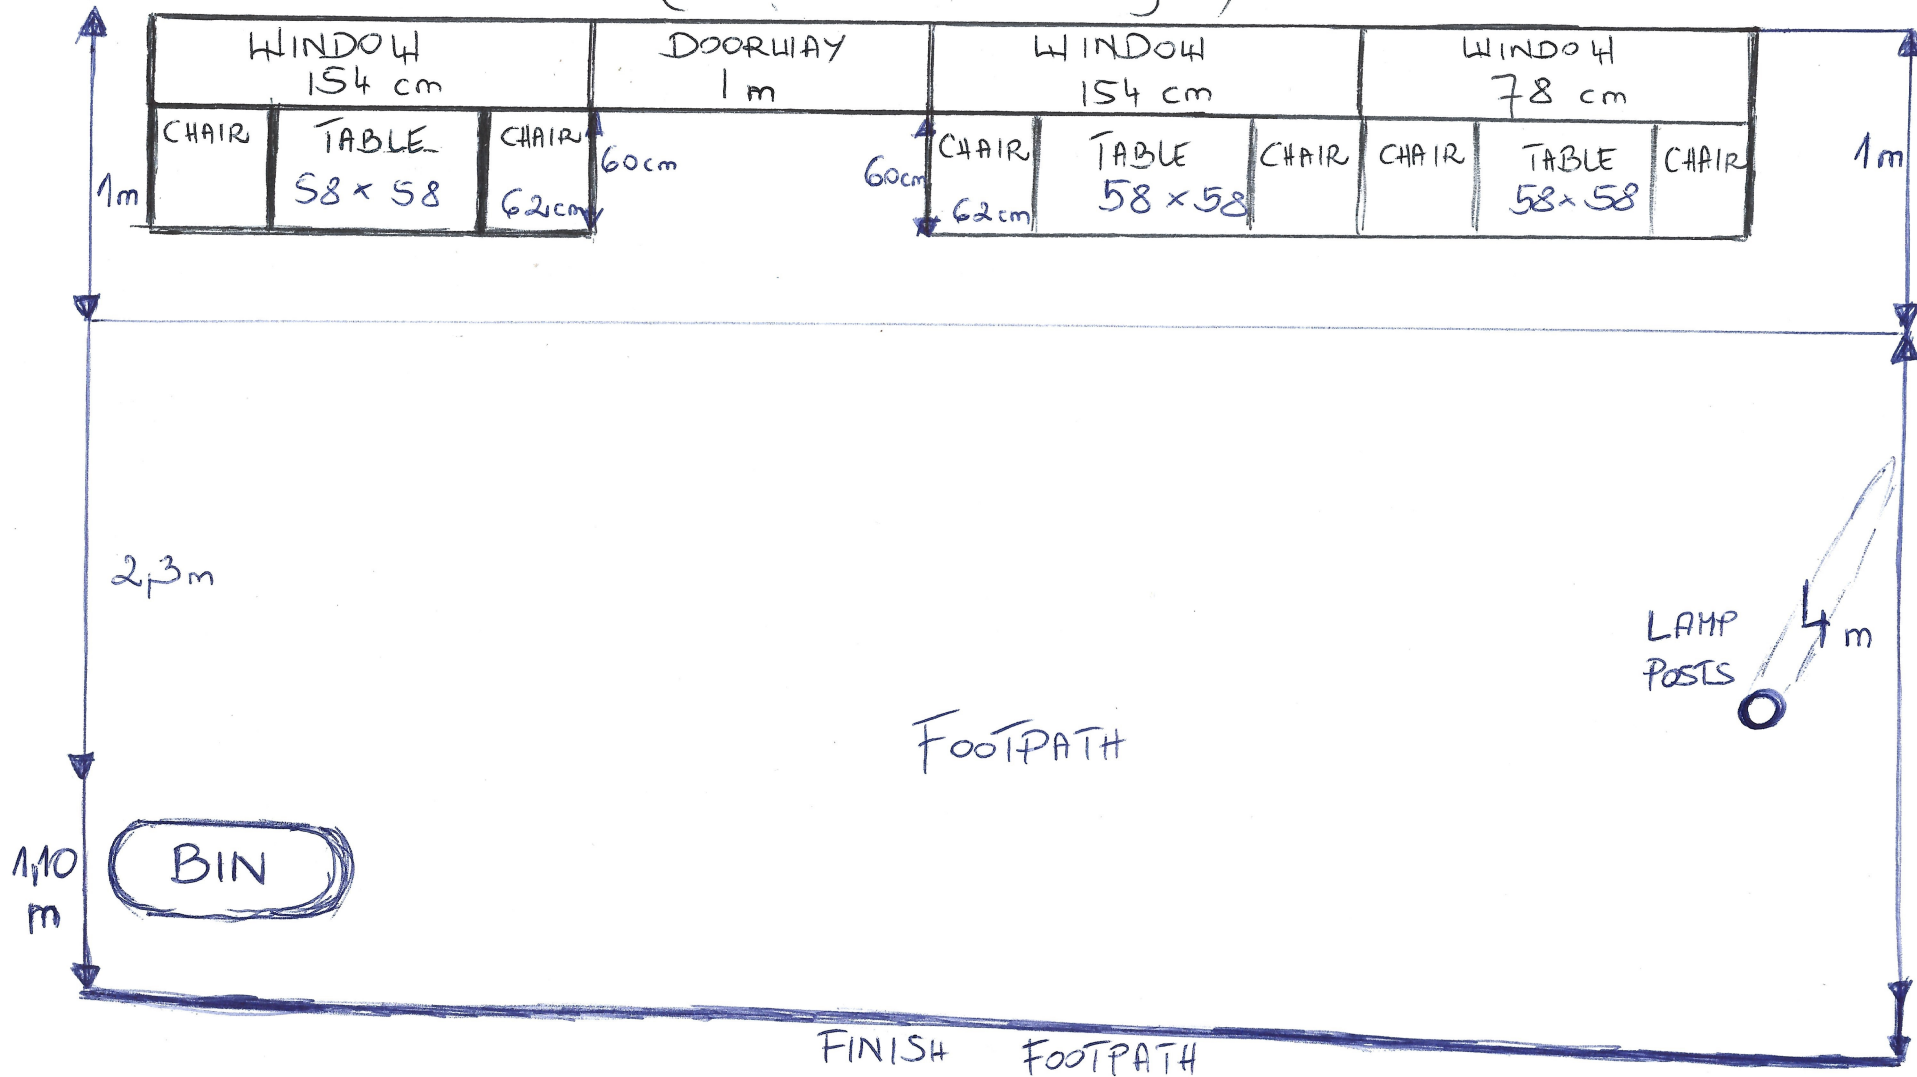 WINDOW
154 cm
DOORWAY
1 m
WINDOW
154 cm
WINDOW
78 cm
CHAIR
TABLE
58 × 58
CHAIR
62cm
60cm
60cm
CHAIR
62cm
TABLE
58 × 58
CHAIR
CHAIR
TABLE
58 × 58
CHAIR
1m
1m
2,3m
LAMP
POSTS
4 m
FOOTPATH
1,10
m
BIN
FINISH FOOTPATH